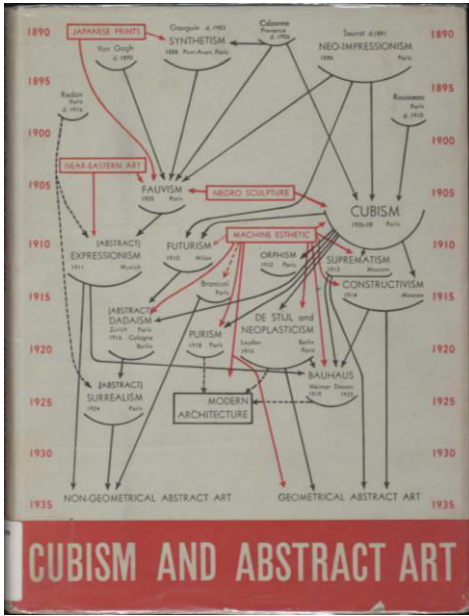 1890
JAPANESE PRINTS
Van Gogh
d. 1890
Gauguin d. 1903
SYNTHETISM
1888 Pont-Aven, Paris
Cézanne
Provence
d. 1906
Seurat d. 1891
NEO-IMPRESSIONISM
1886 Paris
1890
1895
Redon
Paris
d. 1916
Rousseau
Paris
d. 1910
1895
1900
1900
NEAR-EASTERN ART
1905
FAUVISM
1905 Paris
NEGRO SCULPTURE
CUBISM
1906-08 Paris
1905
1910
(ABSTRACT)
EXPRESSIONISM
1911 Munich
FUTURISM
1910 Milan
MACHINE ESTHETIC
ORPHISM
1912 Paris
SUPREMATISM
1913 Moscow
CONSTRUCTIVISM
1914 Moscow
1910
1915
Brancusi
Paris
(ABSTRACT)
DADAISM
Zurich Paris
1916 Cologne
Berlin
PURISM
1918 Paris
DE STIJL and
NEOPLASTICISM
Leyden Berlin
1916 Paris
1915
1920
BAUHAUS
Weimar Dessau
1919 1925
1920
1925
(ABSTRACT)
SURREALISM
1924 Paris
MODERN
ARCHITECTURE
1925
1930
1930
1935
NON-GEOMETRICAL ABSTRACT ART
GEOMETRICAL ABSTRACT ART
1935
CUBISM AND ABSTRACT ART